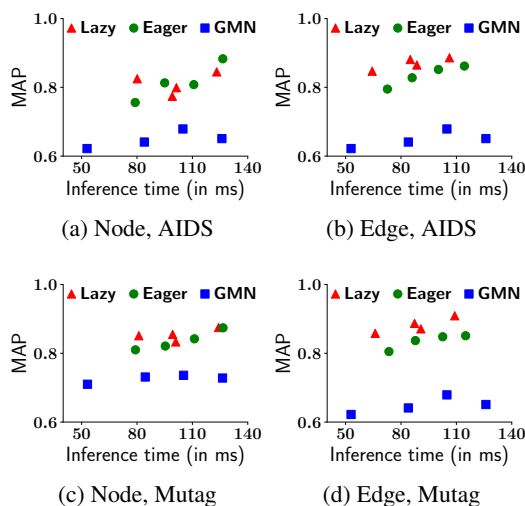 Lazy Eager GMN
1.0
0.8
0.6
MAP
50 80 110 140
Inference time (in ms)
(a) Node, AIDS
Lazy Eager GMN
1.0
0.8
0.6
MAP
50 80 110 140
Inference time (in ms)
(b) Edge, AIDS
Lazy Eager GMN
1.0
0.8
0.6
MAP
50 80 110 140
Inference time (in ms)
(c) Node, Mutag
Lazy Eager GMN
1.0
0.8
0.6
MAP
50 80 110 140
Inference time (in ms)
(d) Edge, Mutag